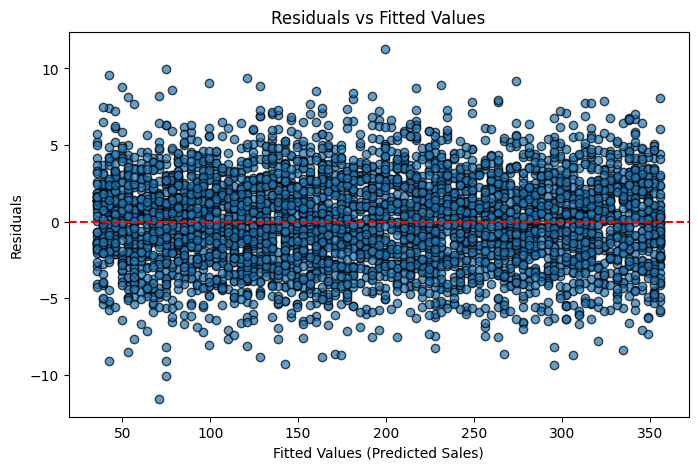 Residuals vs Fitted Values
10
5
0
−5
−10
Residuals
50 100 150 200 250 300 350
Fitted Values (Predicted Sales)